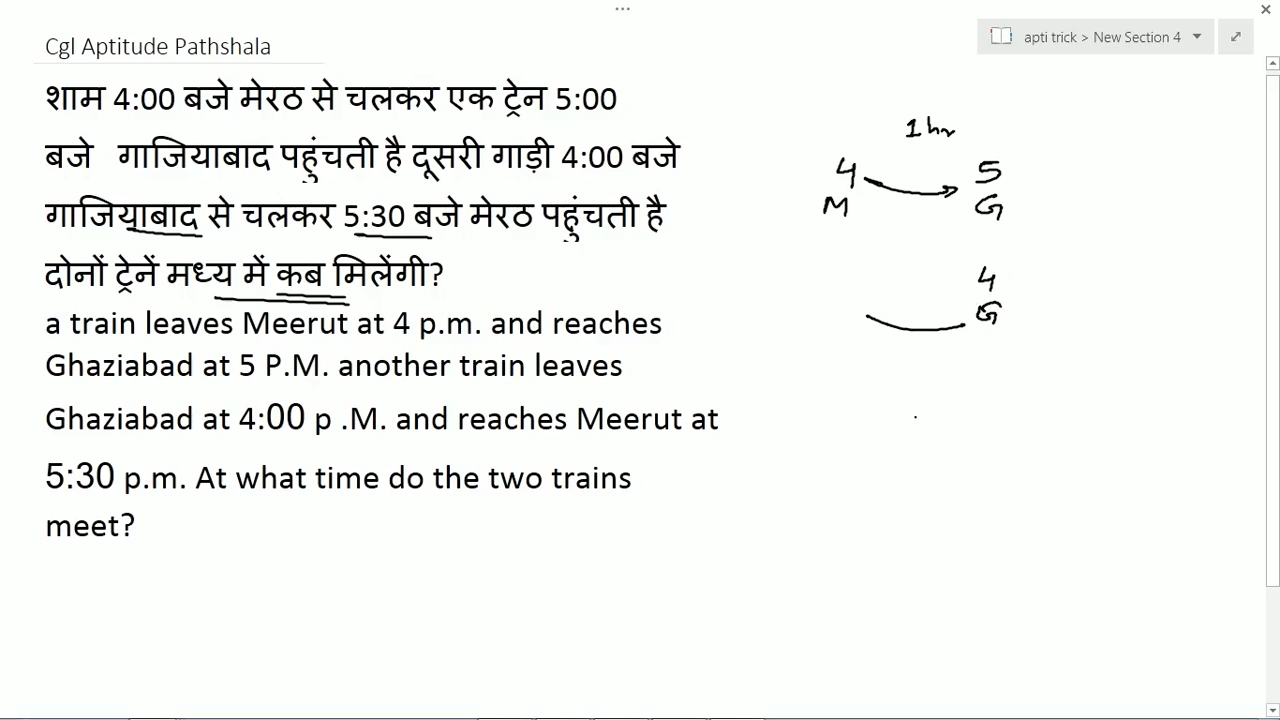 Cgl Aptitude Pathshala
apti trick > New Section 4
शाम 4:00 बजे मेरठ से चलकर एक ट्रेन 5:00
बजे गाजियाबाद पहुंचती है दूसरी गाड़ी 4:00 बजे
गाजियाबाद से चलकर 5:30 बजे मेरठ पहुंचती है
दोनों ट्रेनें मध्य में कब मिलेंगी?
a train leaves Meerut at 4 p.m. and reaches
Ghaziabad at 5 P.M. another train leaves
Ghaziabad at 4:00 p .M. and reaches Meerut at
5:30 p.m. At what time do the two trains
meet?
1 hr
4 5
M G
4
G